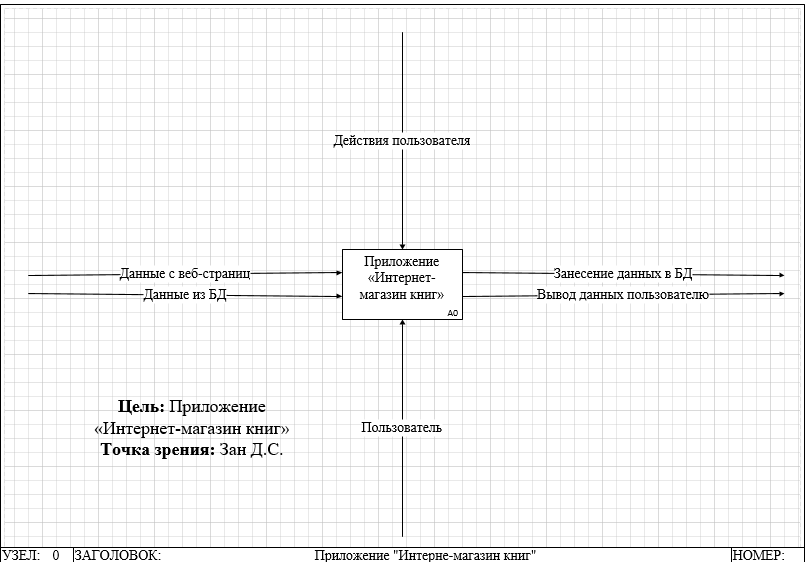 Действия пользователя
Данные с веб-страниц
Данные из БД
Приложение
«Интернет-
магазин книг»
A0
Занесение данных в БД
Вывод данных пользователю
Цель: Приложение
«Интернет-магазин книг»
Точка зрения: Зан Д.С.
Пользователь
УЗЕЛ: 0 ЗАГОЛОВОК: Приложение "Интерне-магазин книг" НОМЕР: